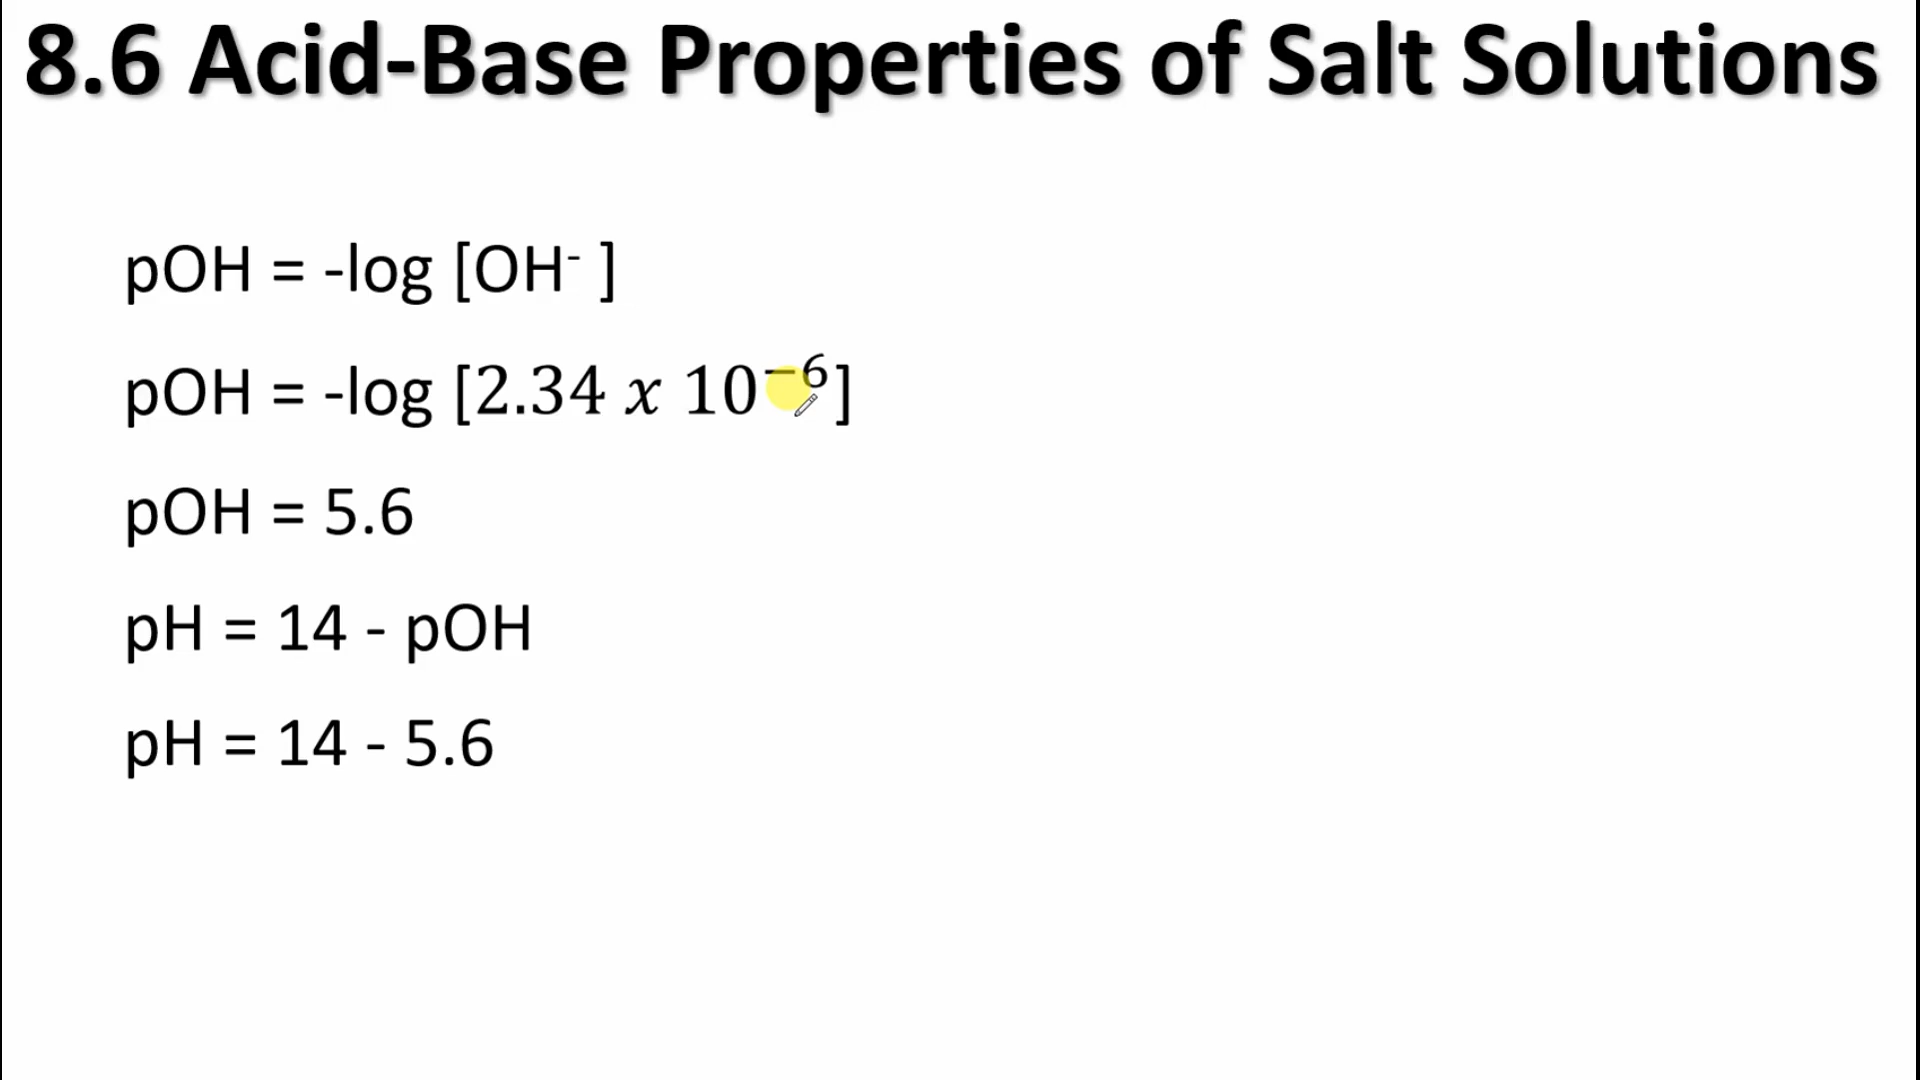 8.6 Acid-Base Properties of Salt Solutions
pOH = -log [OH⁻ ]
pOH = -log [2.34 x 10⁻⁶]
pOH = 5.6
pH = 14 - pOH
pH = 14 - 5.6